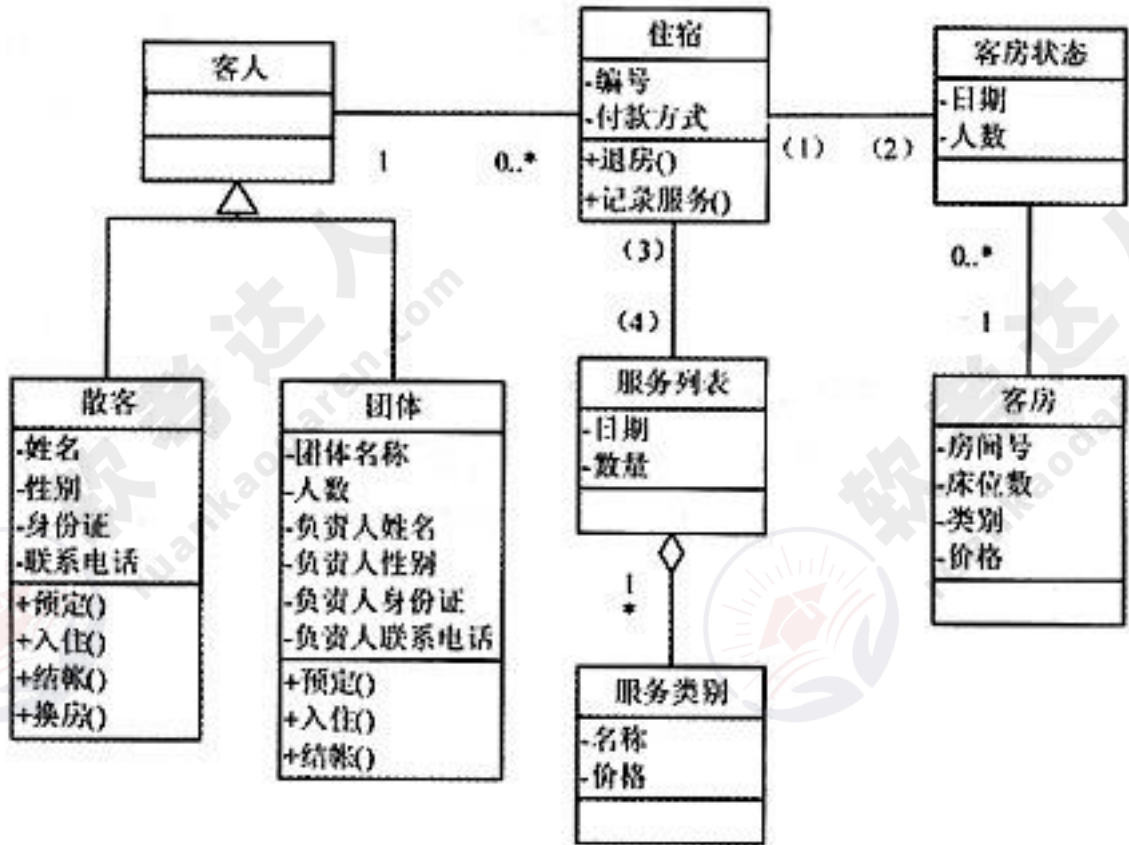 客人
1
0..*
住宿
-编号
-付款方式
+退房()
+记录服务()
(1)
(2)
客房状态
-日期
-人数
(3)
(4)
0..*
1
散客
-姓名
-性别
-身份证
-联系电话
+预定()
+入住()
+结帐()
+换房()
团体
-团体名称
-人数
-负责人姓名
-负责人性别
-负责人身份证
-负责人联系电话
+预定()
+入住()
+结帐()
服务列表
-日期
-数量
1
*
服务类别
-名称
-价格
客房
-房间号
-床位数
-类别
-价格
软考达人
ruankaodaren.com